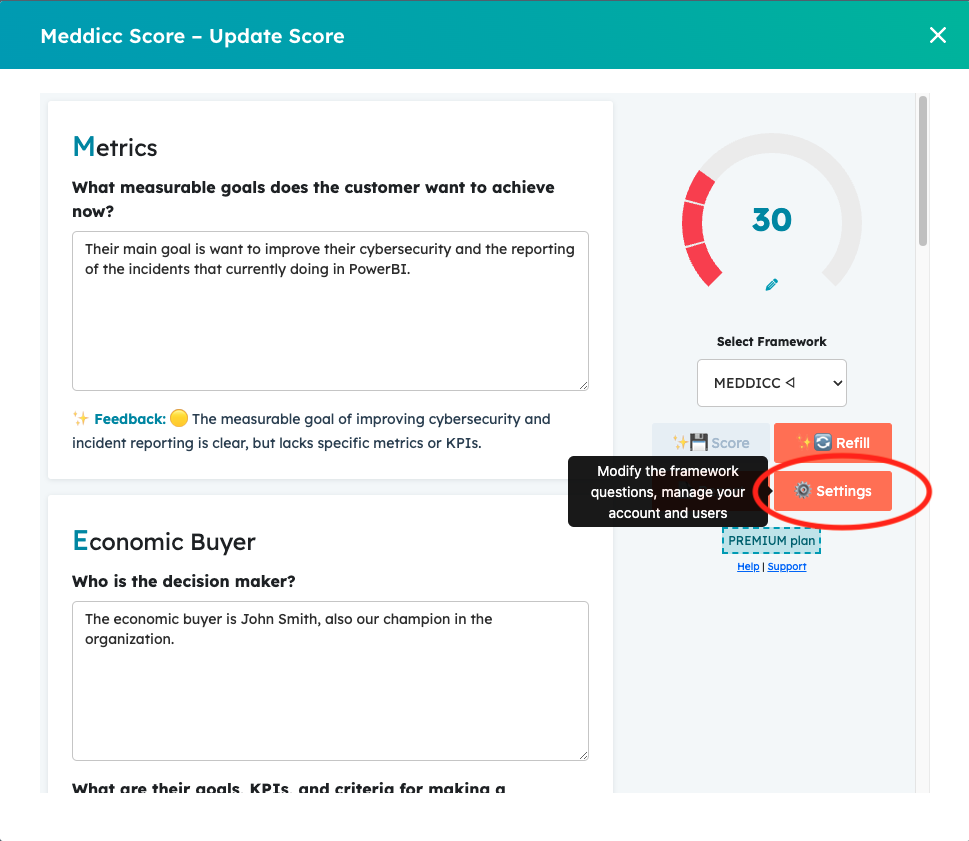 Meddicc Score – Update Score
Metrics
What measurable goals does the customer want to achieve
now?
Their main goal is want to improve their cybersecurity and the reporting
of the incidents that currently doing in PowerBI.
✨ Feedback: 🟡 The measurable goal of improving cybersecurity and
incident reporting is clear, but lacks specific metrics or KPIs.
Economic Buyer
Who is the decision maker?
The economic buyer is John Smith, also our champion in the
organization.
What are their goals, KPIs, and criteria for making a
30
Select Framework
MEDDICC ᐊ
✨💾 Score
✨🔄 Refill
Modify the framework
questions, manage your
account and users
⚙️ Settings
PREMIUM plan
Help | Support